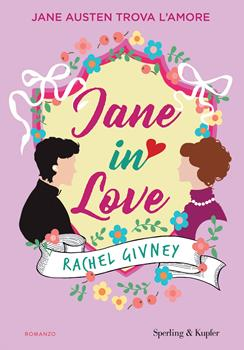 JANE AUSTEN TROVA L'AMORE
Jane
in
Love
RACHEL GIVNEY
ROMANZO
Sperling & Kupfer